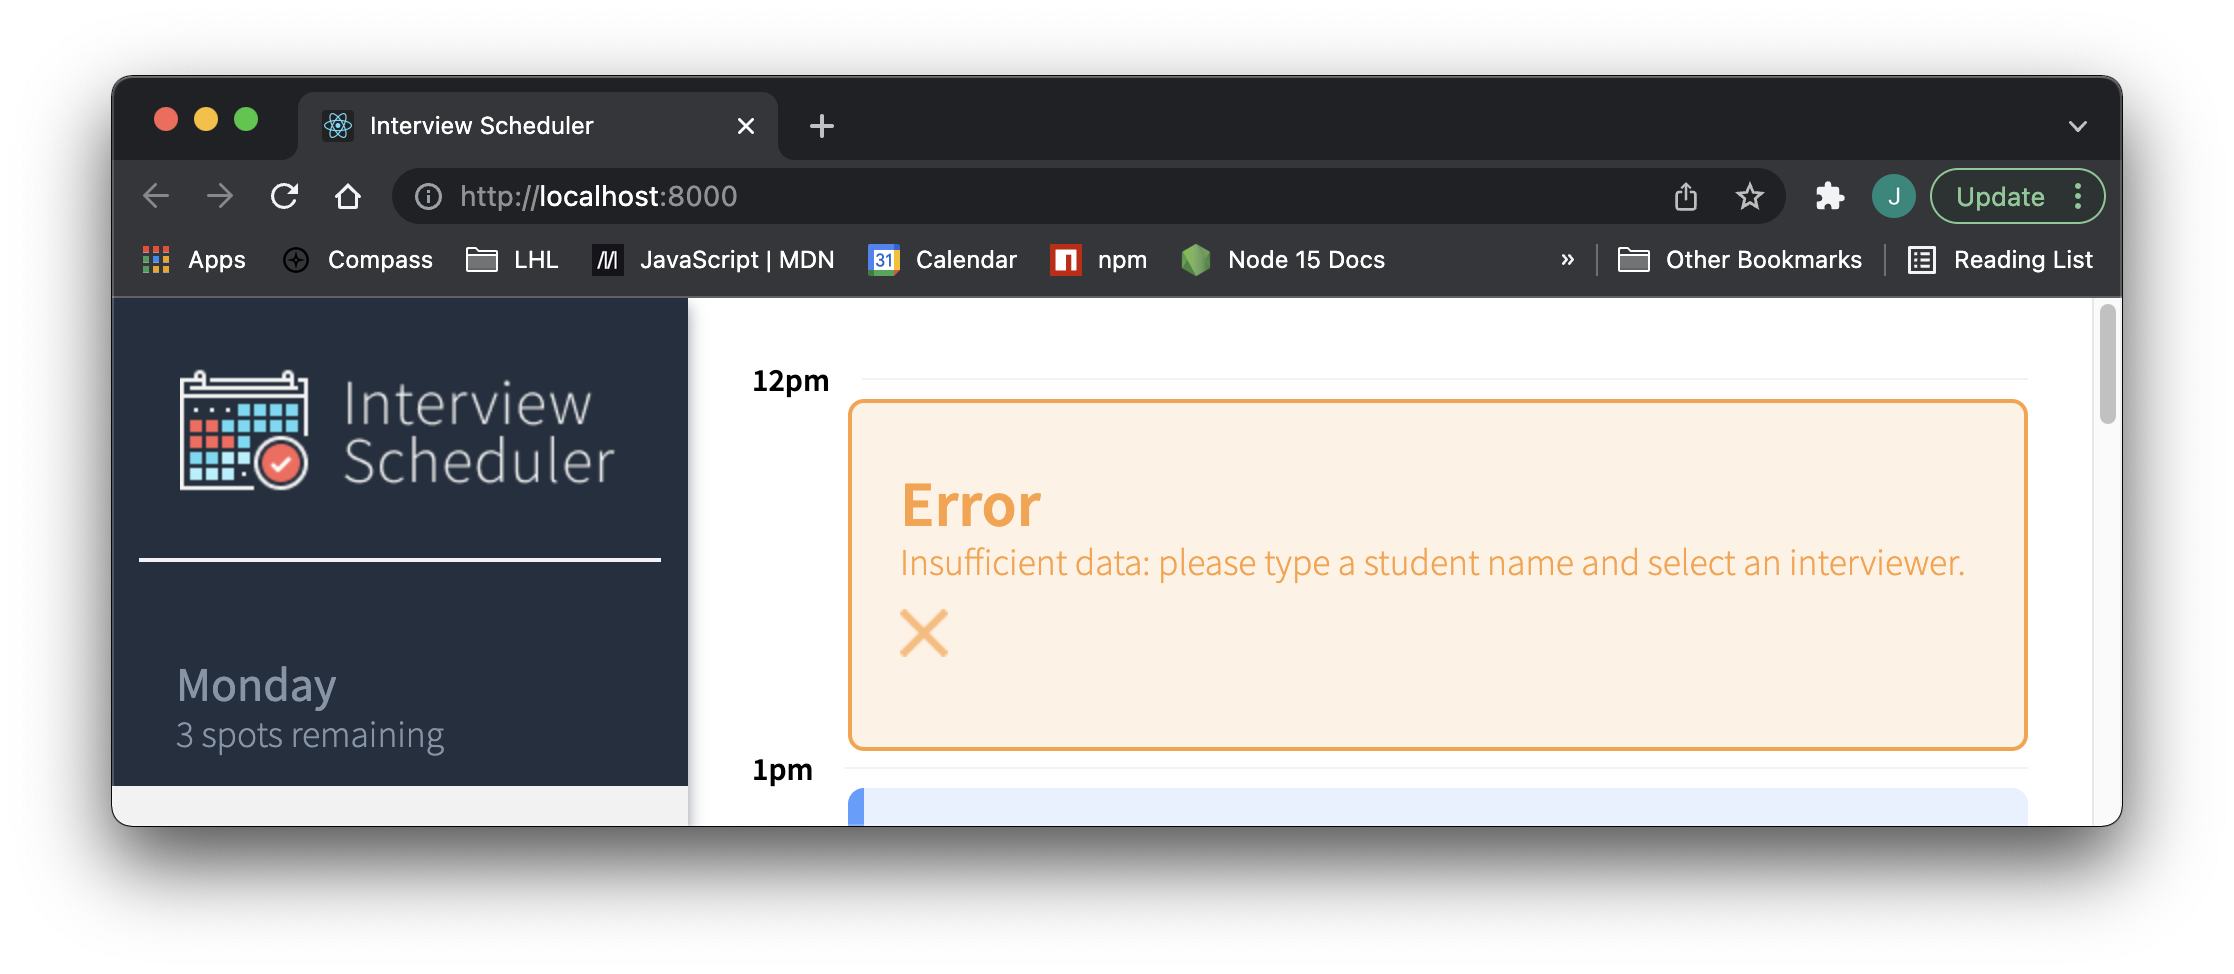 Interview Scheduler
http://localhost:8000
J
Update
Apps
Compass
LHL
JavaScript | MDN
31
Calendar
npm
Node 15 Docs
»
Other Bookmarks
Reading List
Interview
Scheduler
Monday
3 spots remaining
12pm
Error
Insufficient data: please type a student name and select an interviewer.
1pm